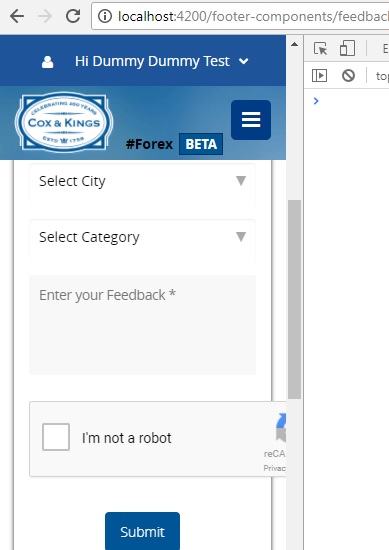 localhost:4200/footer-components/feedbac
Hi Dummy Dummy Test
E
top
CELEBRATING 250 YEARS
COX & KINGS
ESTD 1758
#Forex BETA
Select City
Select Category
Enter your Feedback *
I'm not a robot
reCA
Privac
Submit